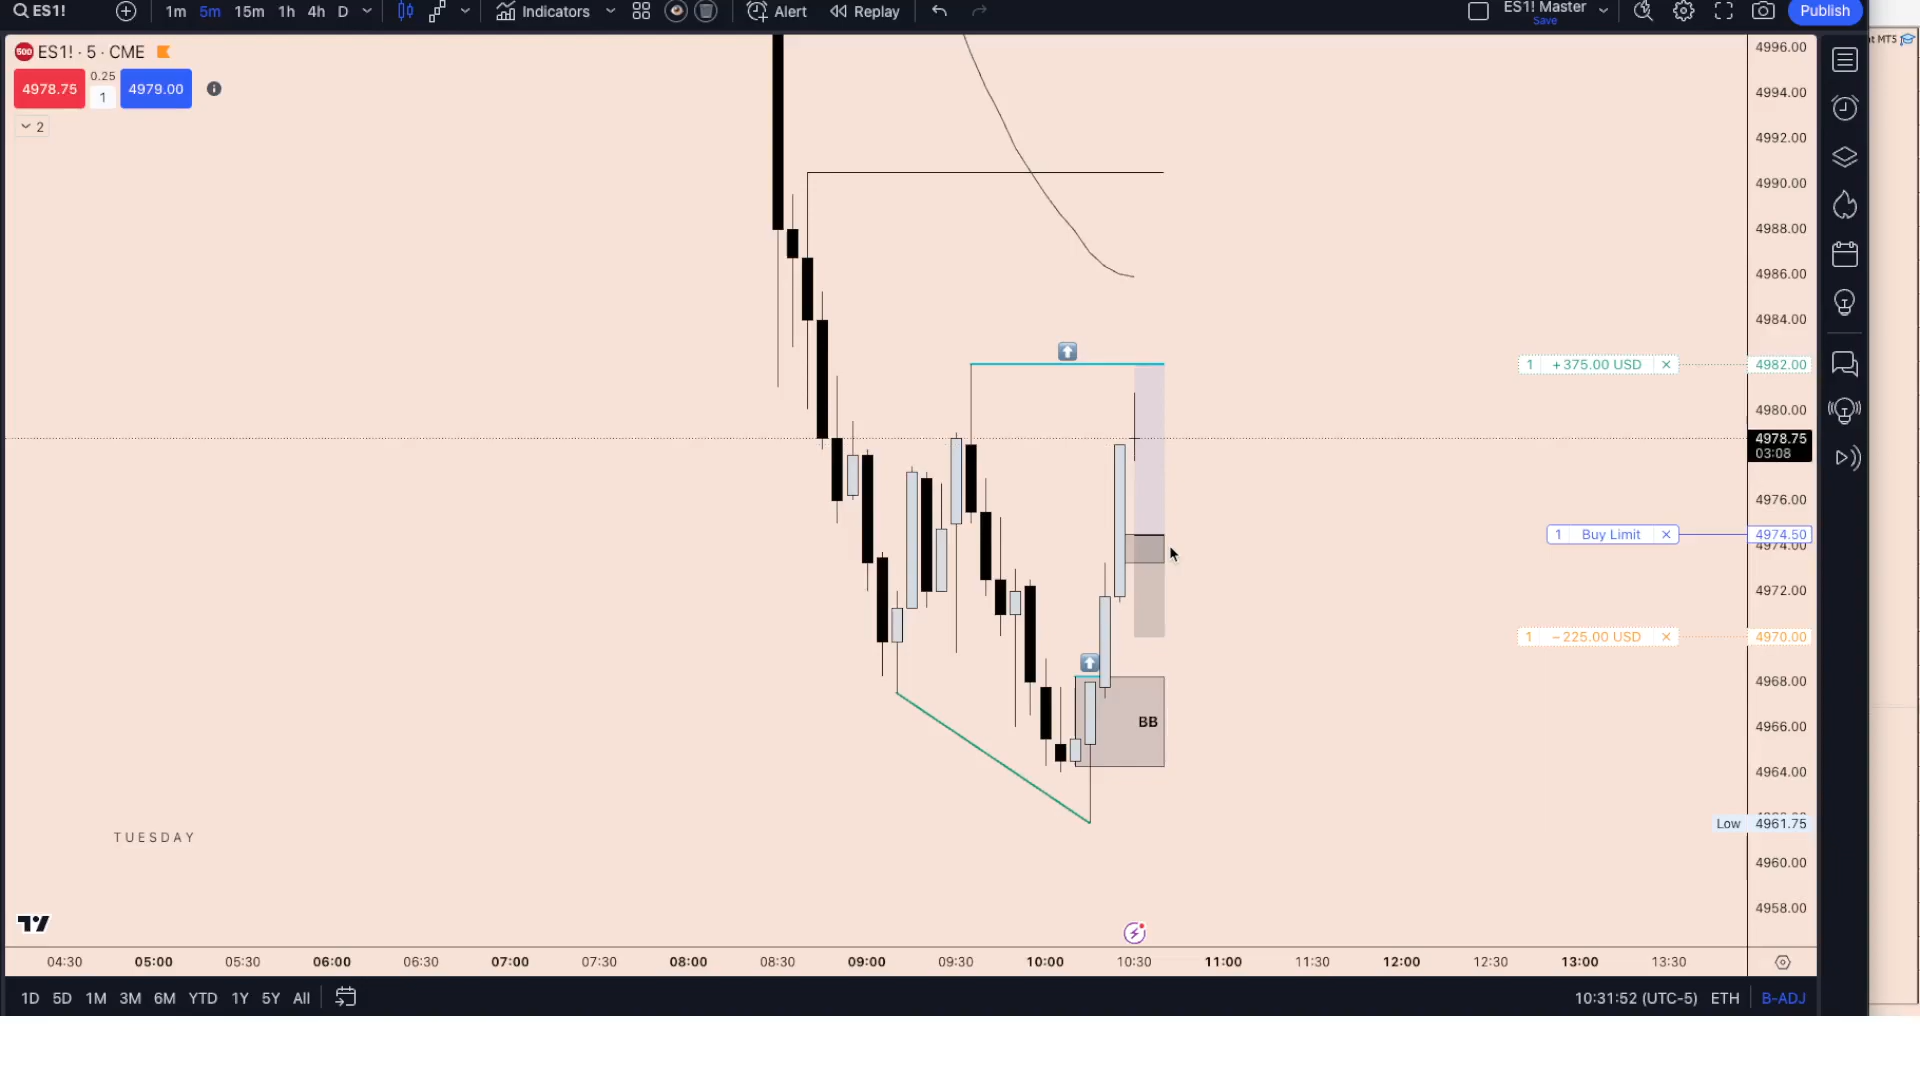 ES1!
1m 5m 15m 1h 4h D
Indicators
Alert
Replay
ES1! Master
Save
Publish
500 ES1! · 5 · CME
4978.75
0.25
1
4979.00
2
4996.00
4994.00
4992.00
4990.00
4988.00
4986.00
4984.00
1 +375.00 USD × 4982.00
4980.00
4978.75
03:08
4976.00
1 Buy Limit × 4974.50
4974.00
4972.00
1 −225.00 USD × 4970.00
4968.00
BB
4966.00
4964.00
Low 4961.75
4960.00
4958.00
TUESDAY
04:30 05:00 05:30 06:00 06:30 07:00 07:30 08:00 08:30 09:00 09:30 10:00 10:30 11:00 11:30 12:00 12:30 13:00 13:30
1D 5D 1M 3M 6M YTD 1Y 5Y All
10:31:52 (UTC-5) ETH B-ADJ
t MT5